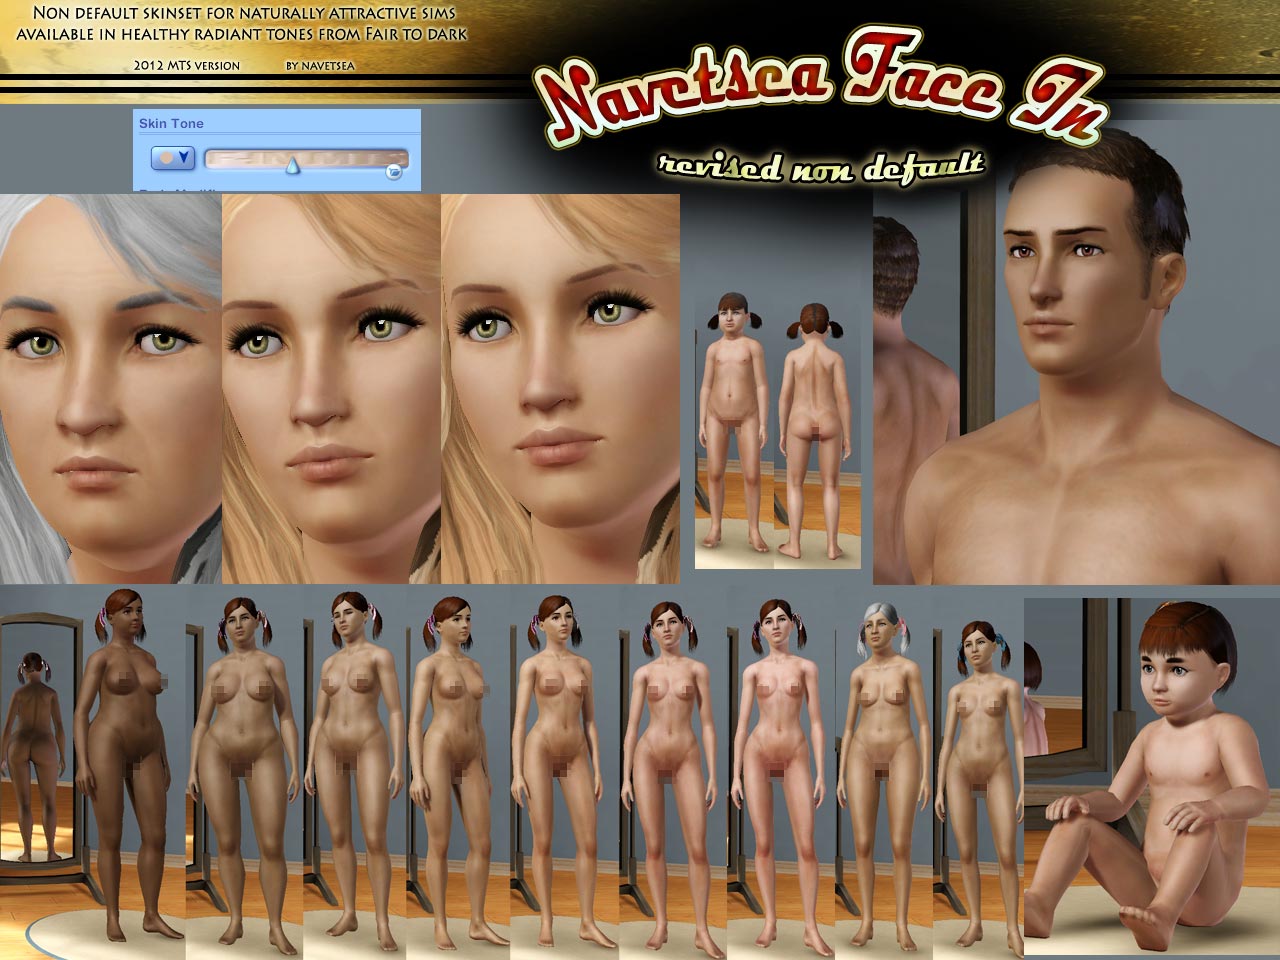 Non default skinset for naturally attractive sims
available in healthy radiant tones from Fair to dark
2012 MTS version by navetsea
Navetsea Face In
revised non default
Skin Tone